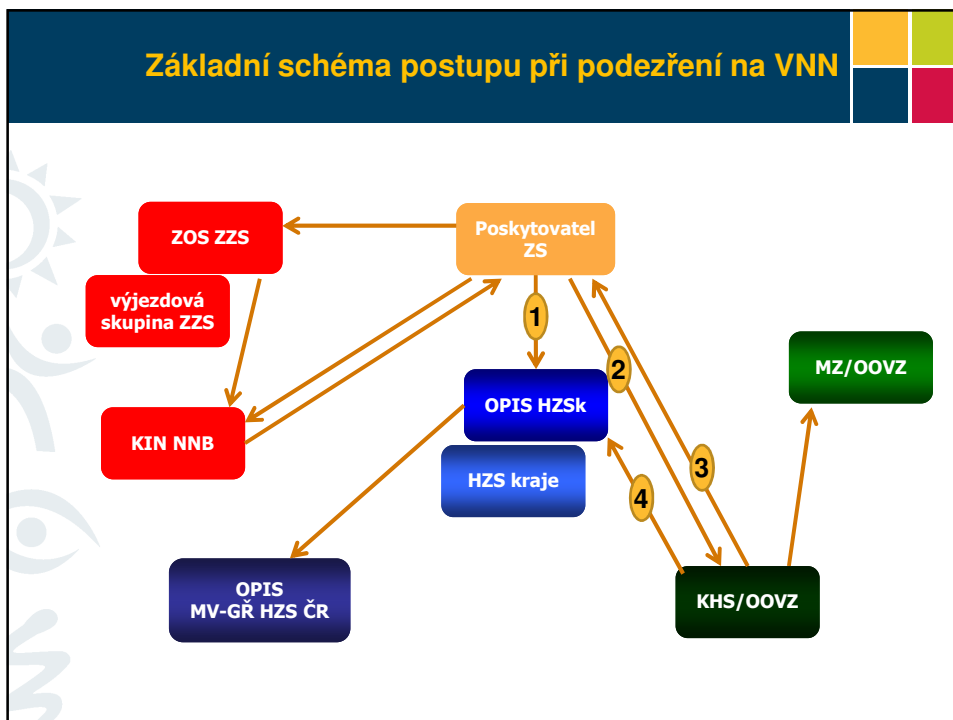 Základní schéma postupu při podezření na VNN
ZOS ZZS
Poskytovatel
ZS
výjezdová
skupina ZZS
1
MZ/OOVZ
2
OPIS HZSk
KIN NNB
3
HZS kraje
4
OPIS
MV-GŘ HZS ČR
KHS/OOVZ